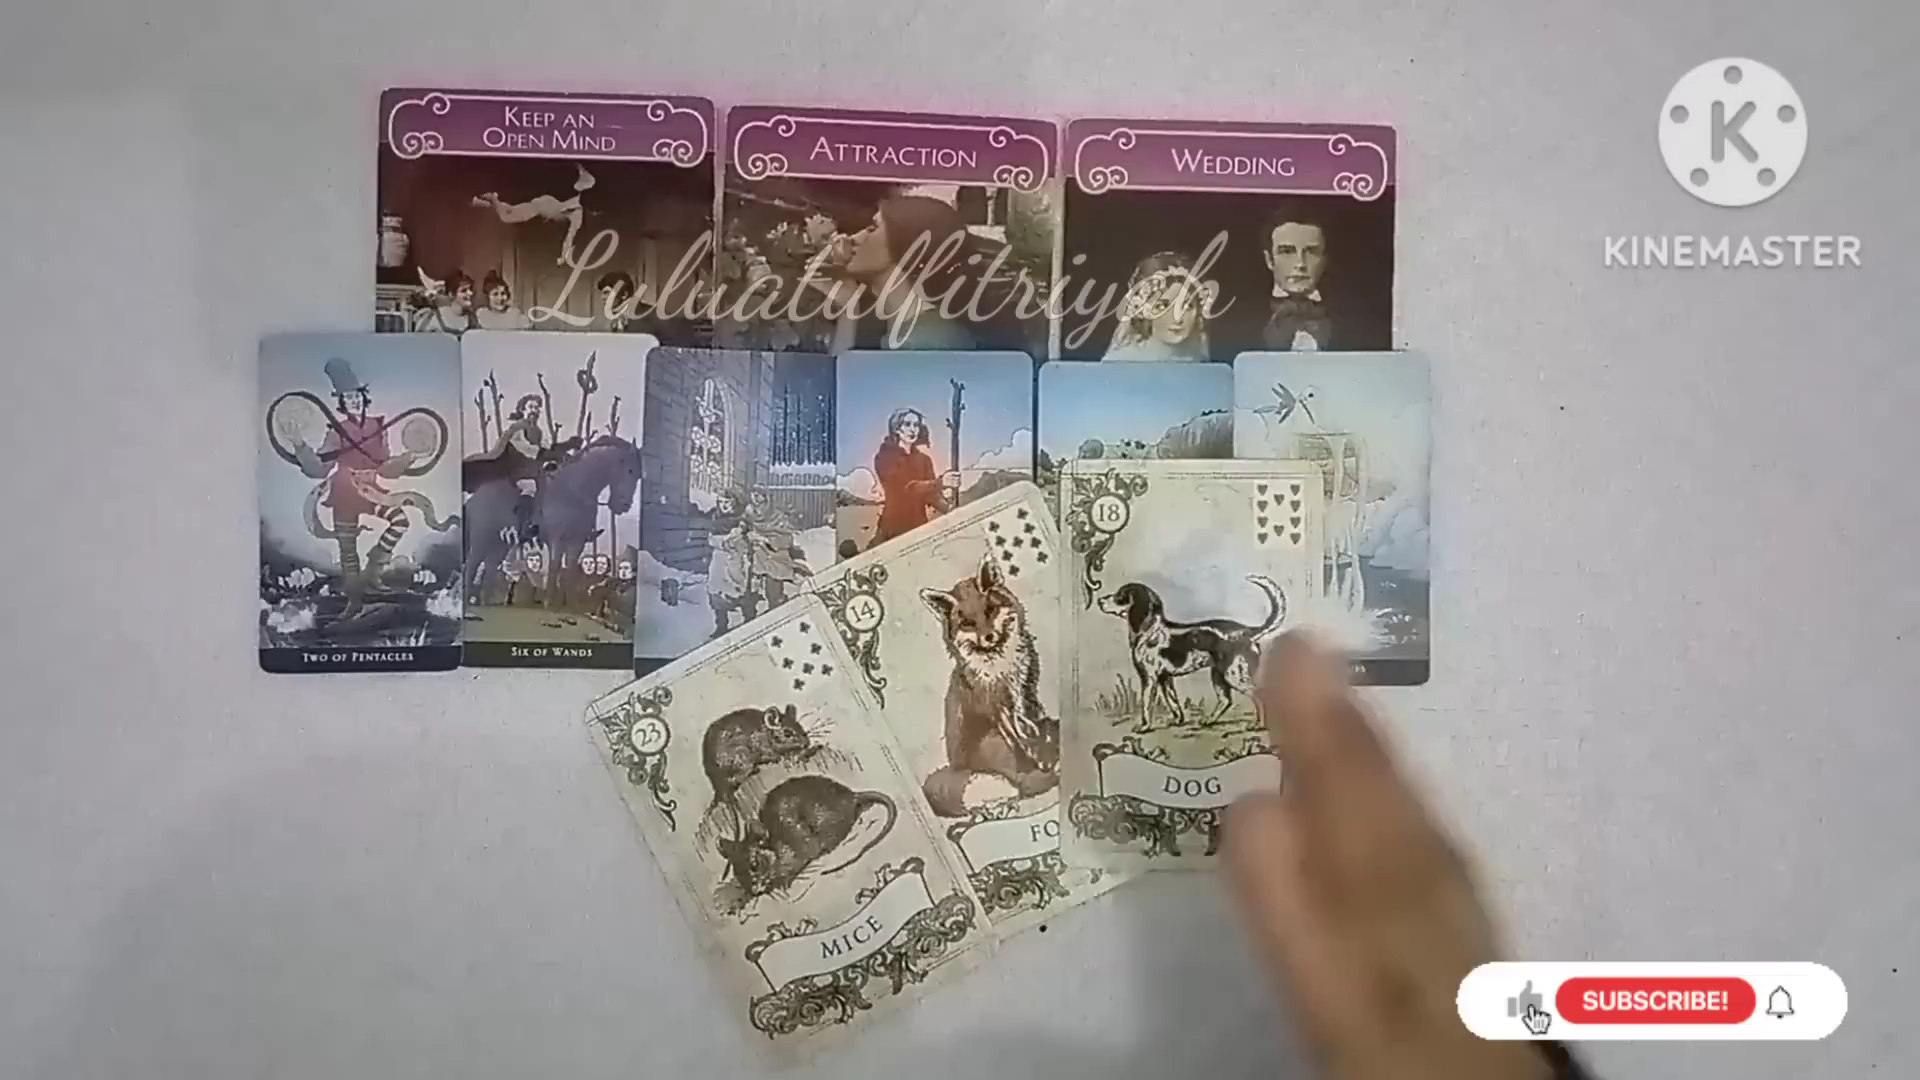 KEEP AN
OPEN MIND
ATTRACTION
WEDDING
K
KINEMASTER
Luluatulfitriyah
TWO OF PENTACLES
SIX OF WANDS
18
14
23
DOG
FO
MICE
SUBSCRIBE!